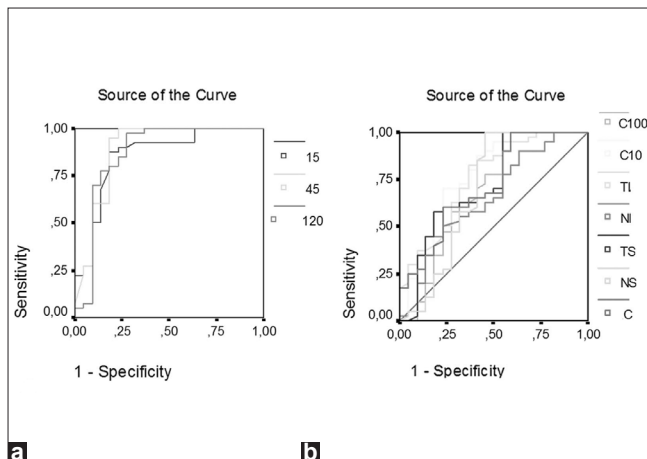 Source of the Curve
1,00
,75
,50
,25
0,00
Sensitivity
0,00
,25
,50
,75
1,00
1 - Specificity
15
45
120
a
Source of the Curve
1,00
,75
,50
,25
0,00
Sensitivity
0,00
,25
,50
,75
1,00
1 - Specificity
C100
C10
TI
NI
TS
NS
C
b